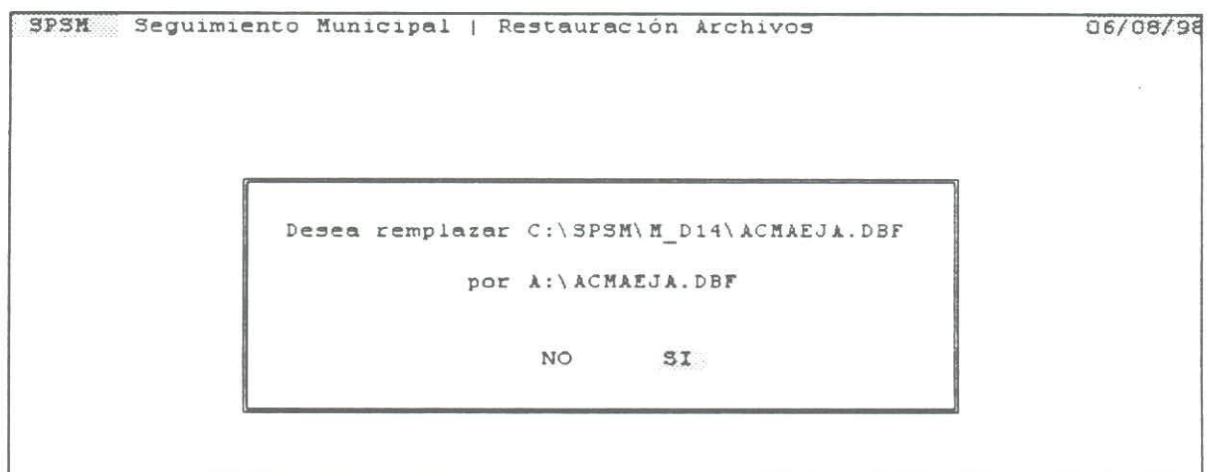 SPSM Seguimiento Municipal | Restauración Archivos 06/08/98
Desea remplazar C:\SPSM\M_D14\ACMAEJA.DBF
por A:\ACMAEJA.DBF
NO SI